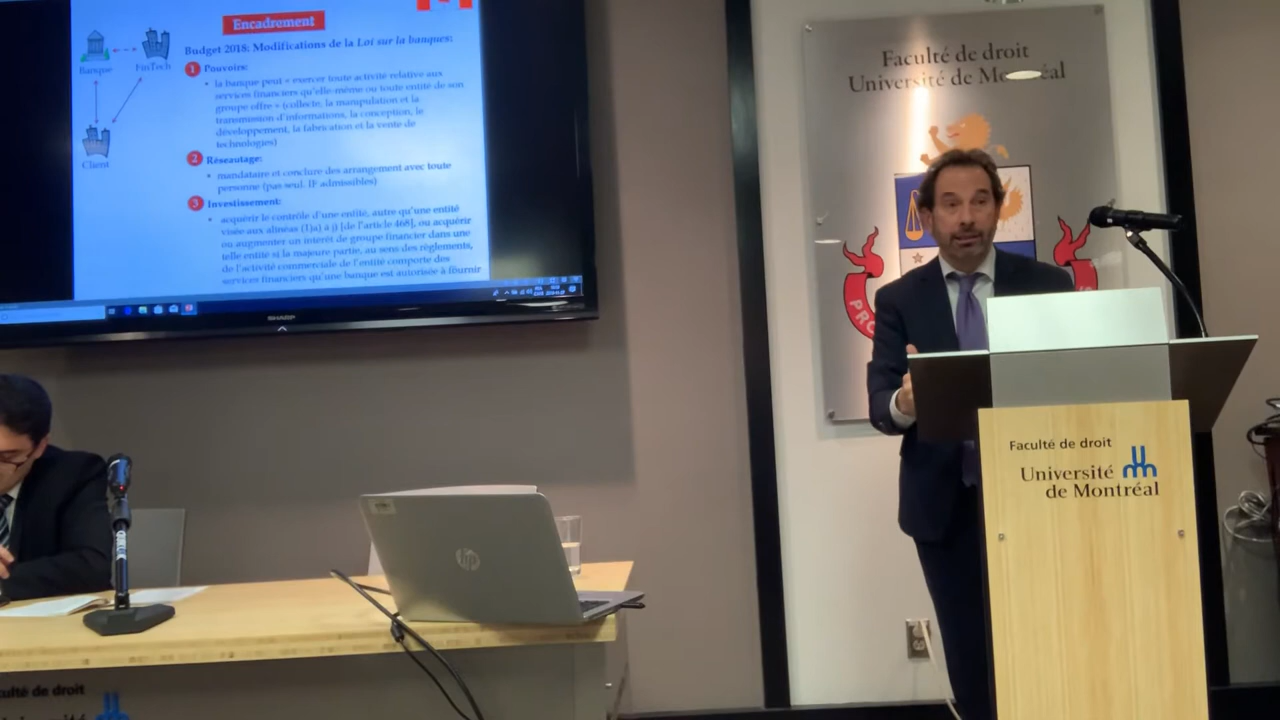 Encadrement
Budget 2018: Modifications de la Loi sur la banques:
Banque
FinTech
Client
1 Pouvoirs:
• la banque peut « exercer toute activité relative aux
services financiers qu'elle-même ou toute entité de son
groupe offre » (collecte, la manipulation et la
transmission d'informations, la conception, le
développement, la fabrication et la vente de
technologies)
2 Réseautage:
• mandataire et conclure des arrangement avec toute
personne (pas seul. IF admissibles)
3 Investissement:
• acquérir le contrôle d'une entité, autre qu'une entité
visée aux alinéas (1)a) à j) [de l'article 468], ou acquérir
ou augmenter un intérêt de groupe financier dans une
telle entité si la majeure partie, au sens des règlements,
de l'activité commerciale de l'entité comporte des
services financiers qu'une banque est autorisée à fournir
SHARP
Faculté de droit
Université de Montréal
PRO
hp
Faculté de droit
Université
de Montréal
ulté de droit